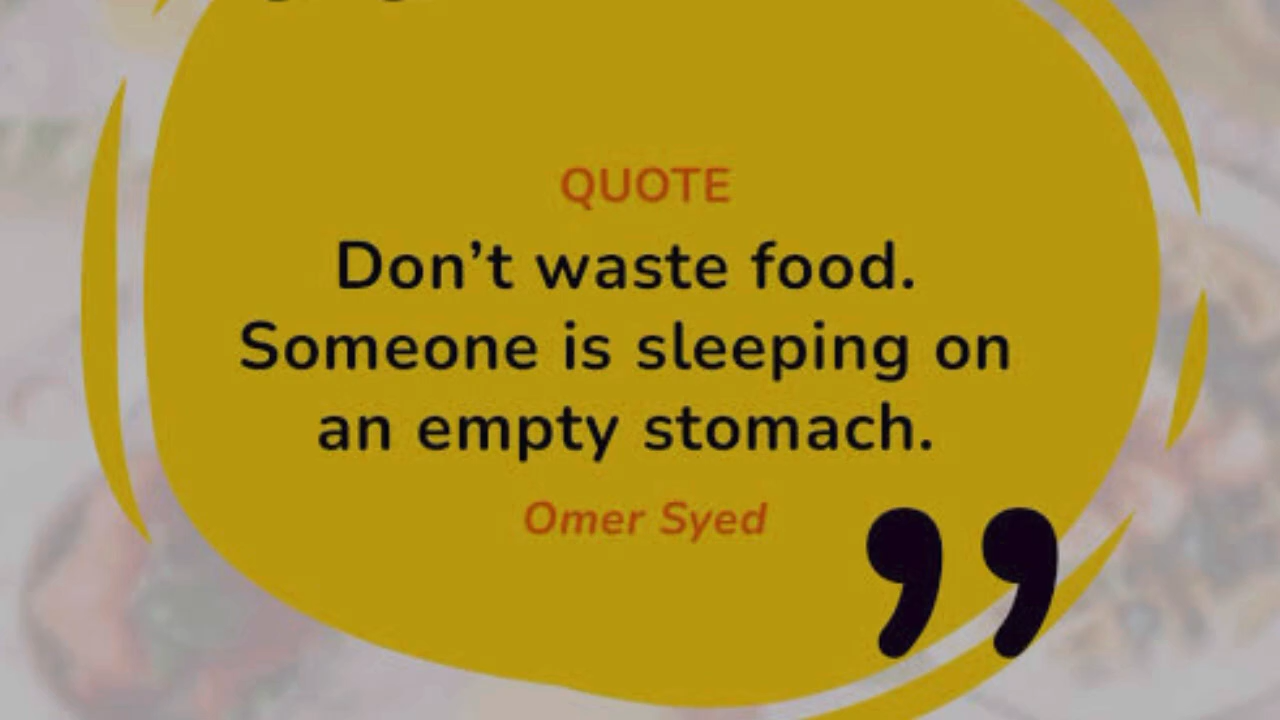 QUOTE
Don’t waste food.
Someone is sleeping on
an empty stomach.
Omer Syed